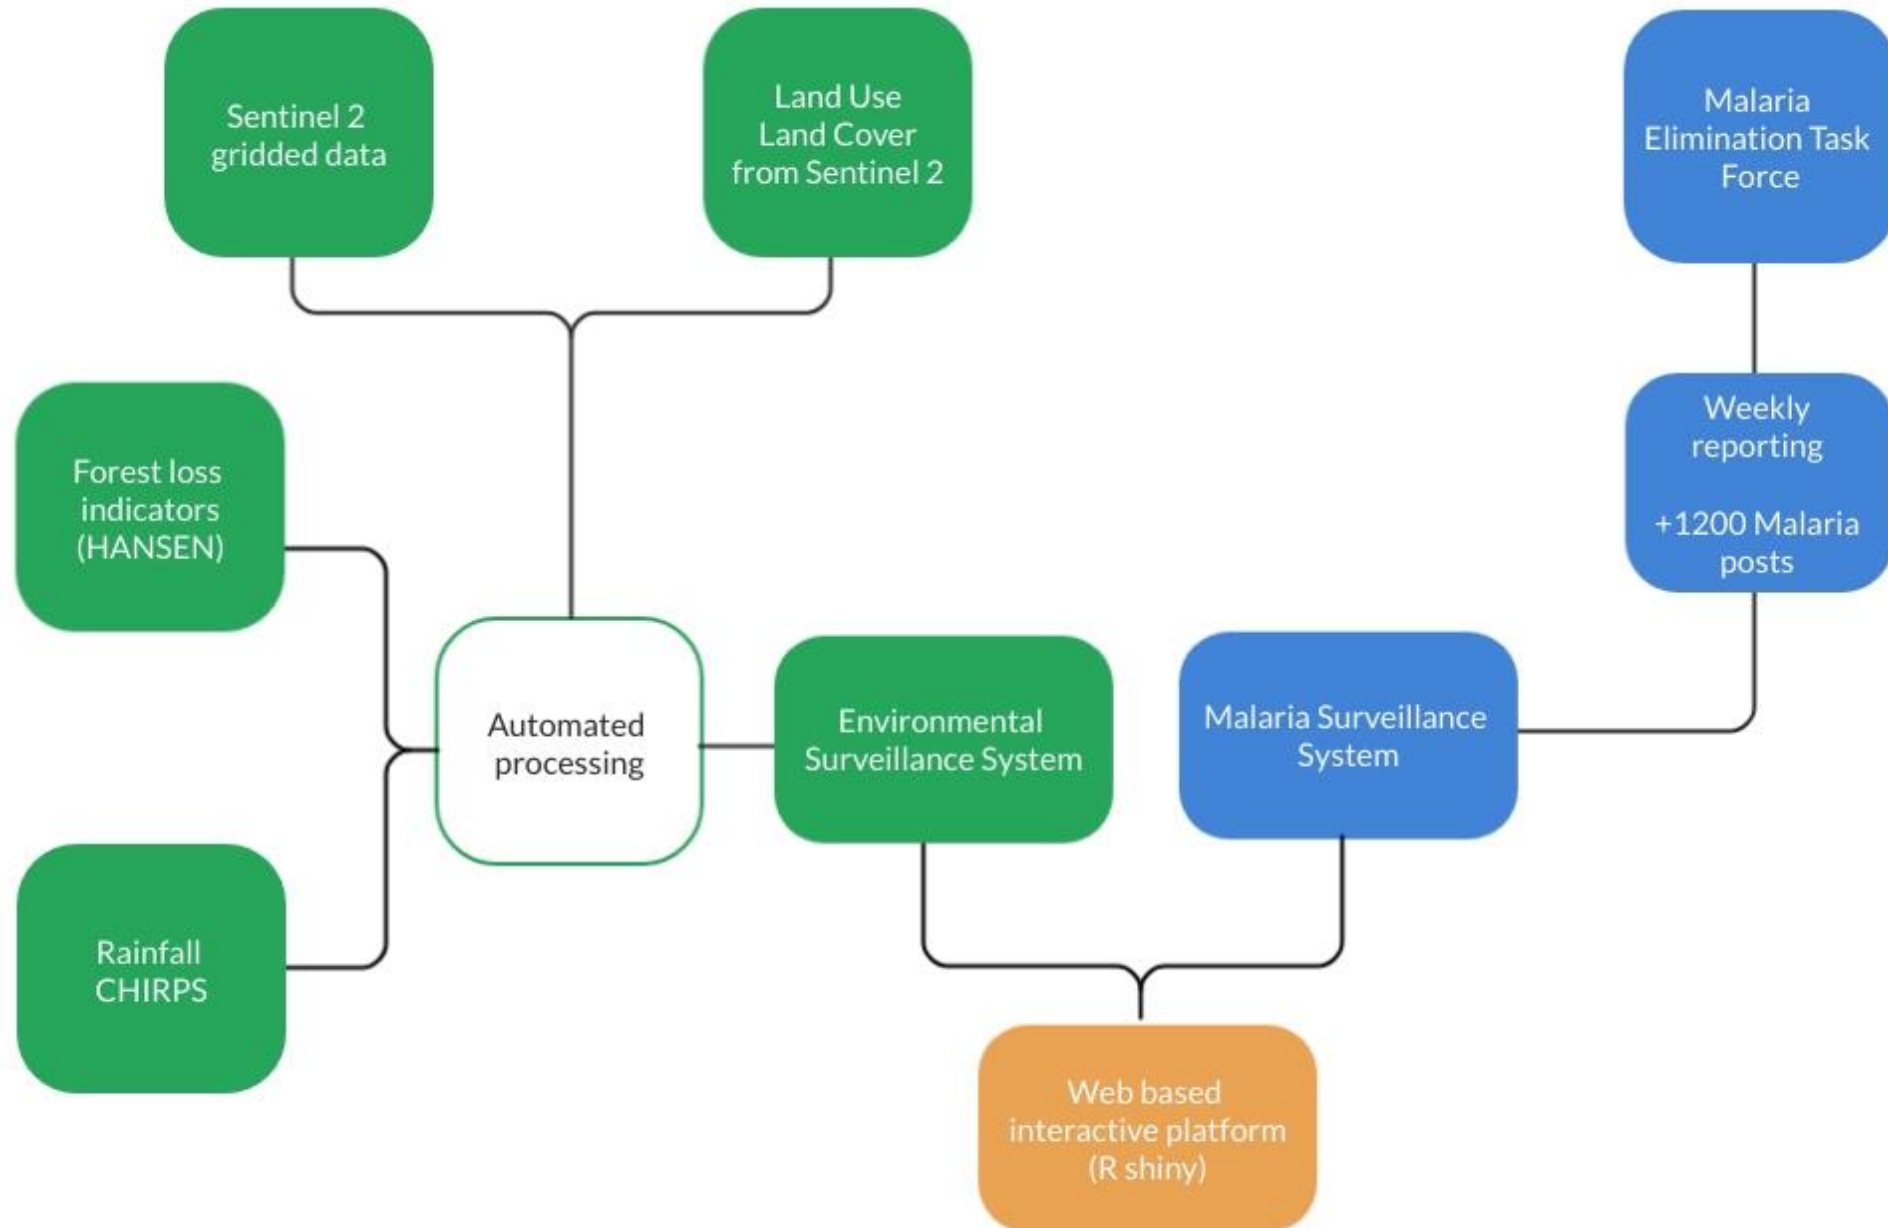 Sentinel 2
gridded data
Land Use
Land Cover
from Sentinel 2
Malaria
Elimination Task
Force
Forest loss
indicators
(HANSEN)
Weekly
reporting
+1200 Malaria
posts
Automated
processing
Environmental
Surveillance System
Malaria Surveillance
System
Rainfall
CHIRPS
Web based
interactive platform
(R shiny)